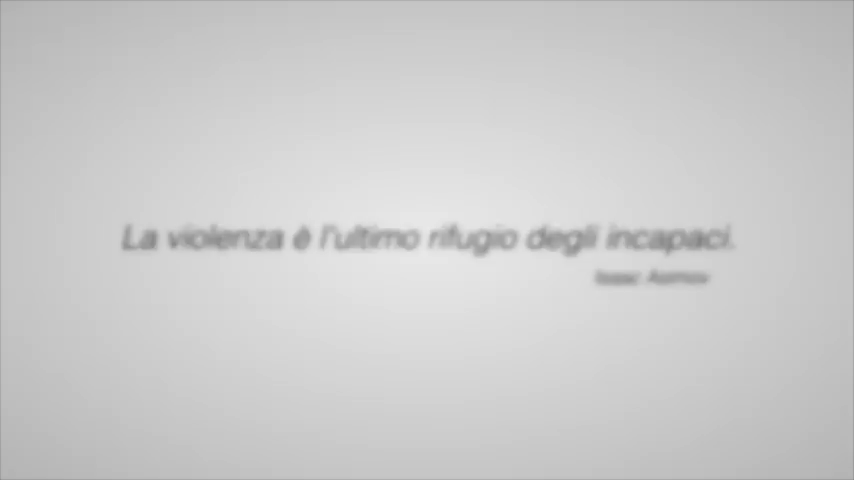 La violenza è l'ultimo rifugio degli incapaci.
Isaac Asimov